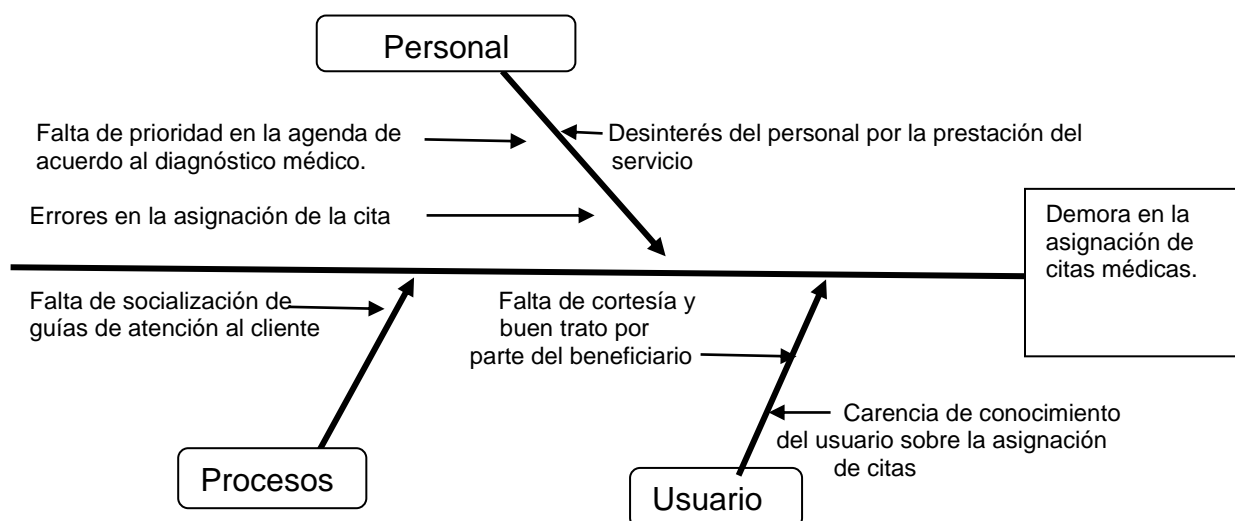 Personal
Falta de prioridad en la agenda de
acuerdo al diagnóstico médico.
Desinterés del personal por la prestación del
servicio
Errores en la asignación de la cita
Demora en la
asignación de
citas médicas.
Falta de socialización de
guías de atención al cliente
Falta de cortesía y
buen trato por
parte del beneficiario
Carencia de conocimiento
del usuario sobre la asignación
de citas
Procesos
Usuario